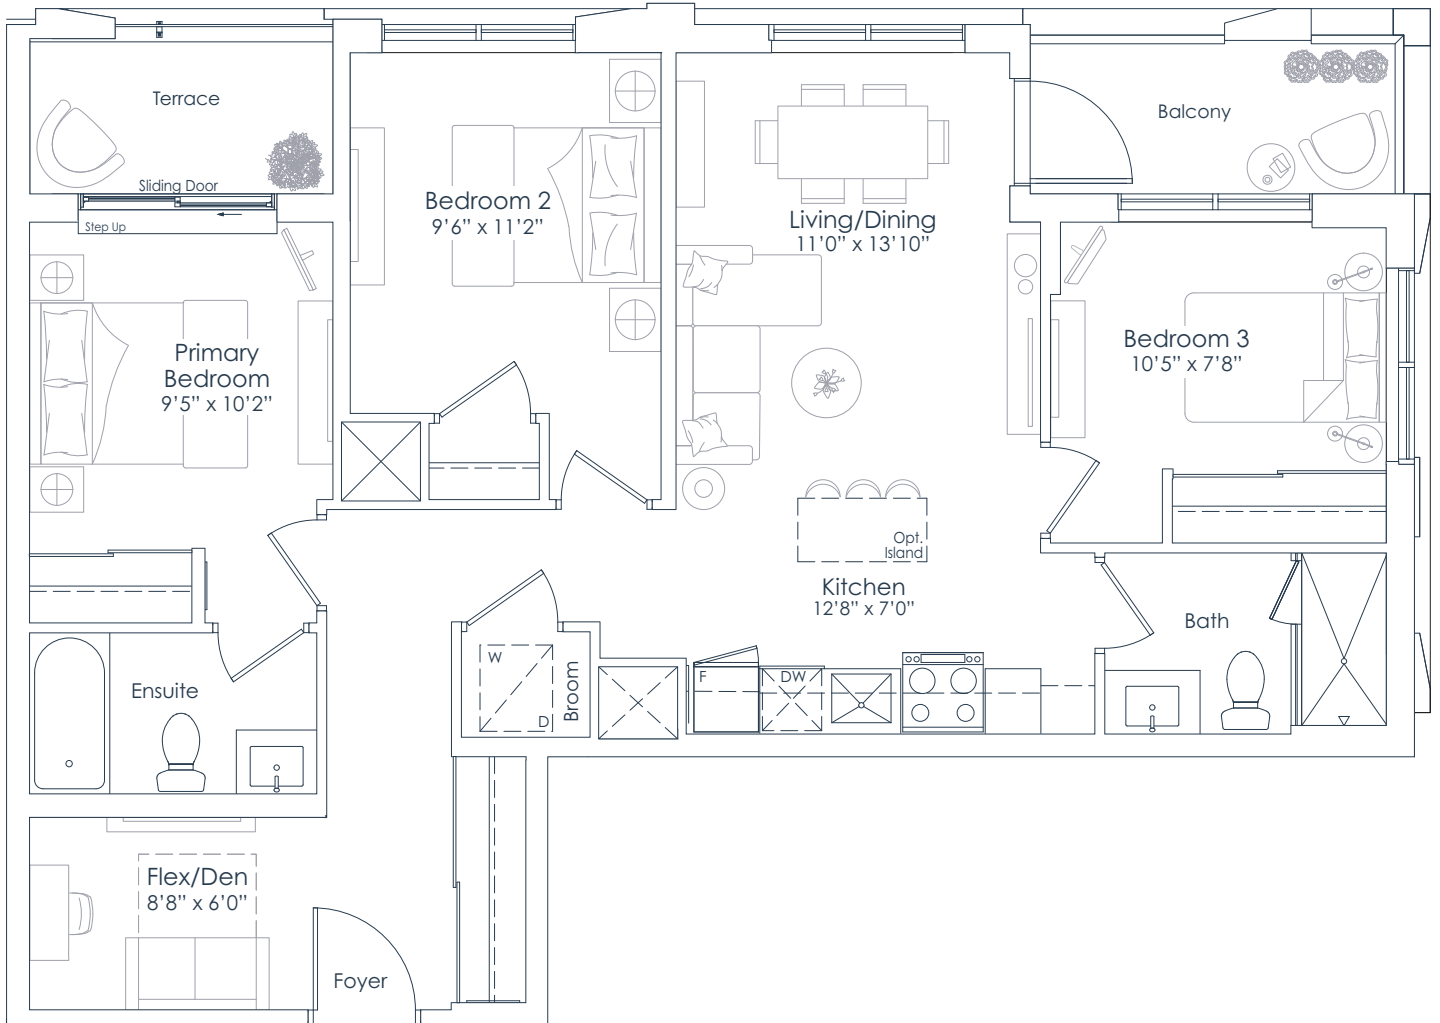 Terrace
Sliding Door
Step Up
Balcony
Bedroom 2
9’6” x 11’2”
Living/Dining
11’0” x 13’10”
Primary
Bedroom
9’5” x 10’2”
Bedroom 3
10’5” x 7’8”
Opt.
Island
Kitchen
12’8” x 7’0”
Bath
W
D
Broom
F
DW
Ensuite
Flex/Den
8’8” x 6’0”
Foyer